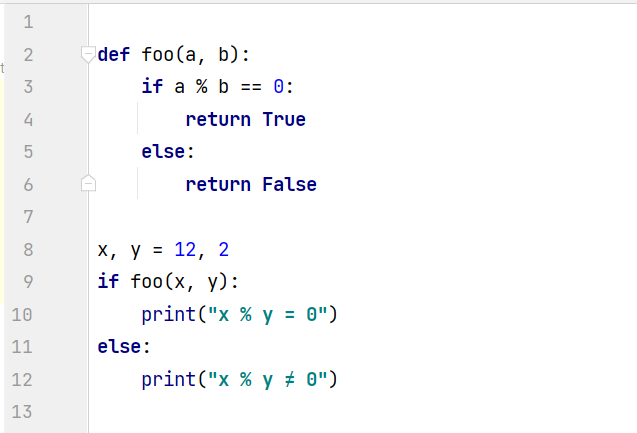 1
2 def foo(a, b):
3     if a % b == 0:
4         return True
5     else:
6         return False
7
8 x, y = 12, 2
9 if foo(x, y):
10     print("x % y = 0")
11 else:
12     print("x % y ≠ 0")
13